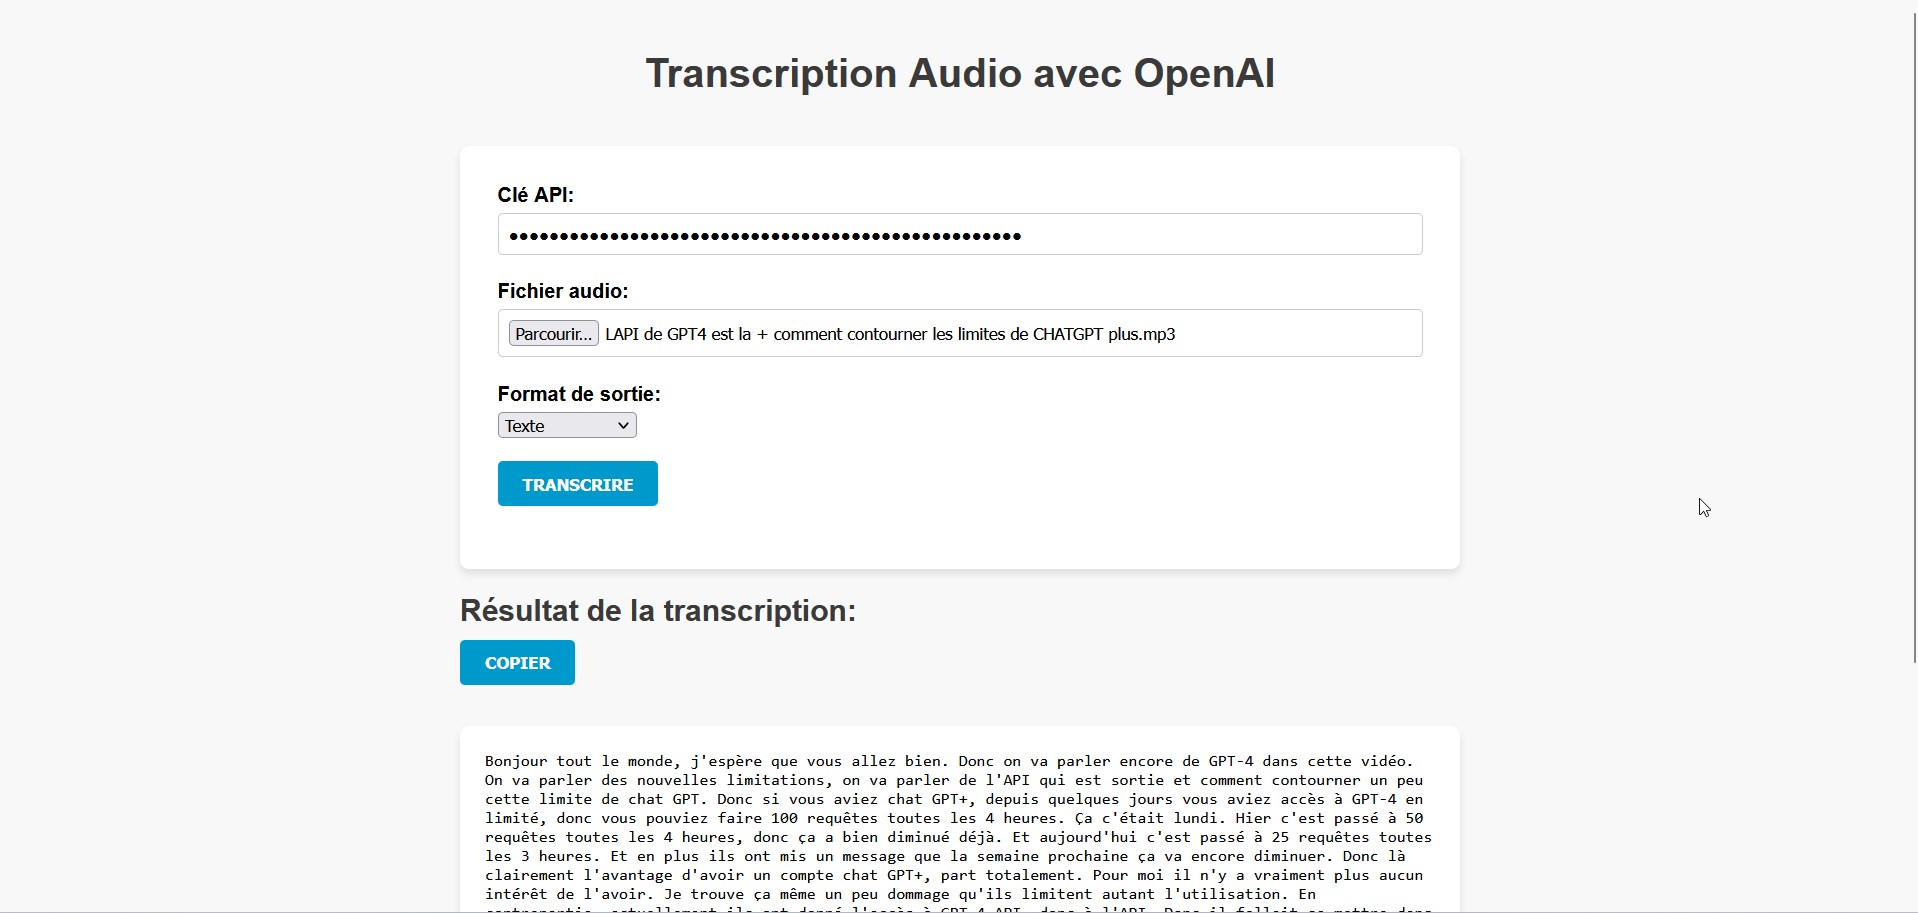 Transcription Audio avec OpenAI
Clé API:
••••••••••••••••••••••••••••••••••••••••••••••••••• 
Fichier audio:
Parcourir... LAPI de GPT4 est la + comment contourner les limites de CHATGPT plus.mp3
Format de sortie:
Texte
TRANSCRIRE
Résultat de la transcription:
COPIER
Bonjour tout le monde, j'espère que vous allez bien. Donc on va parler encore de GPT-4 dans cette vidéo.
On va parler des nouvelles limitations, on va parler de l'API qui est sortie et comment contourner un peu
cette limite de chat GPT. Donc si vous aviez chat GPT+, depuis quelques jours vous aviez accès à GPT-4 en
limité, donc vous pouviez faire 100 requêtes toutes les 4 heures. Ça c'était lundi. Hier c'est passé à 50
requêtes toutes les 4 heures, donc ça a bien diminué déjà. Et aujourd'hui c'est passé à 25 requêtes toutes
les 3 heures. Et en plus ils ont mis un message que la semaine prochaine ça va encore diminuer. Donc là
clairement l'avantage d'avoir un compte chat GPT+, part totalement. Pour moi il n'y a vraiment plus aucun
intérêt de l'avoir. Je trouve ça même un peu dommage qu'ils limitent autant l'utilisation. En